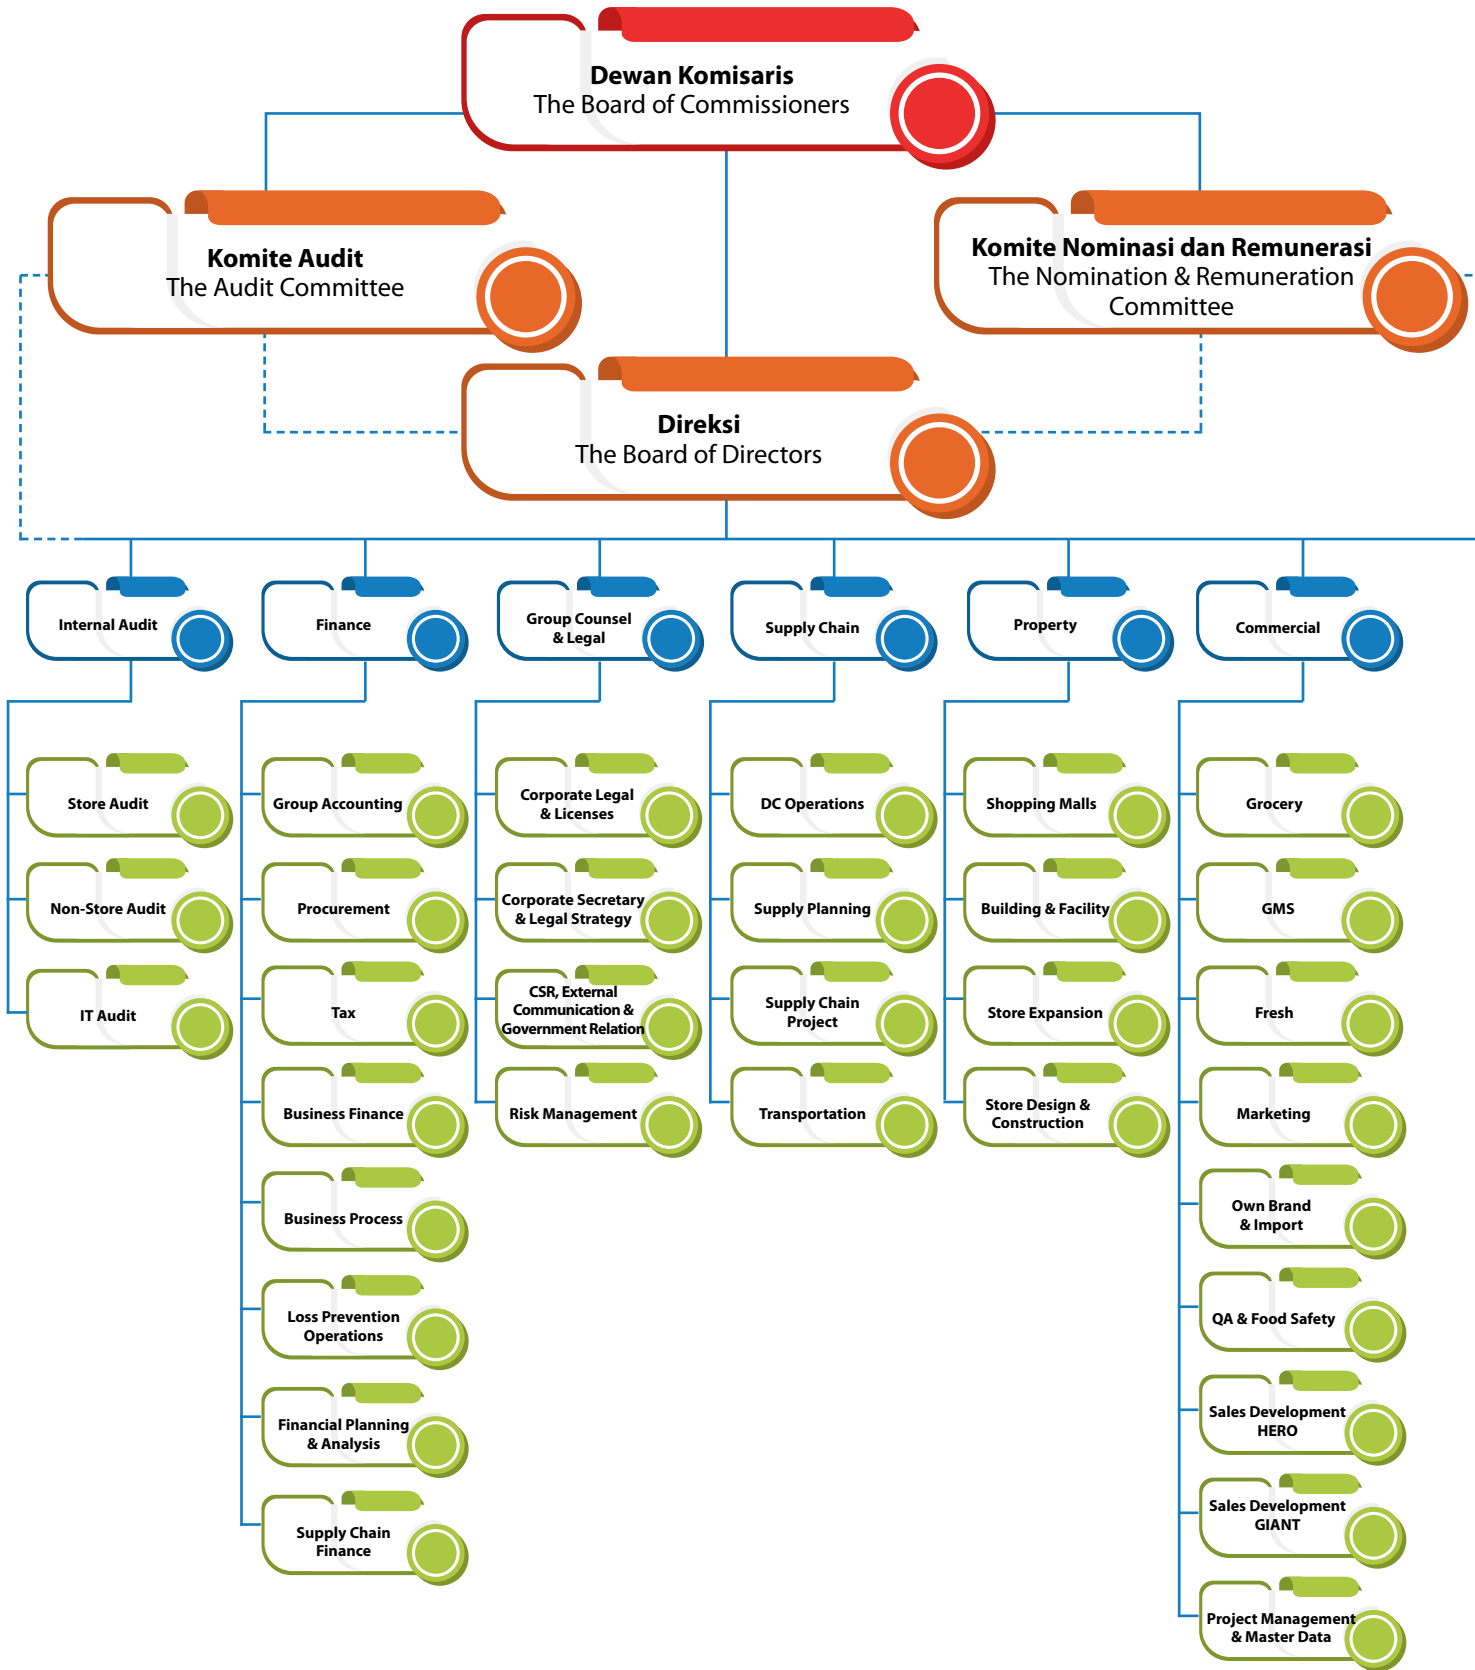 Dewan Komisaris
The Board of Commissioners
Komite Audit
The Audit Committee
Komite Nominasi dan Remunerasi
The Nomination & Remuneration
Committee
Direksi
The Board of Directors
Internal Audit
Finance
Group Counsel
& Legal
Supply Chain
Property
Commercial
Store Audit
Non-Store Audit
IT Audit
Group Accounting
Procurement
Tax
Business Finance
Business Process
Loss Prevention
Operations
Financial Planning
& Analysis
Supply Chain
Finance
Corporate Legal
& Licenses
Corporate Secretary
& Legal Strategy
CSR, External
Communication &
Government Relation
Risk Management
DC Operations
Supply Planning
Supply Chain
Project
Transportation
Shopping Malls
Building & Facility
Store Expansion
Store Design &
Construction
Grocery
GMS
Fresh
Marketing
Own Brand
& Import
QA & Food Safety
Sales Development
HERO
Sales Development
GIANT
Project Management
& Master Data